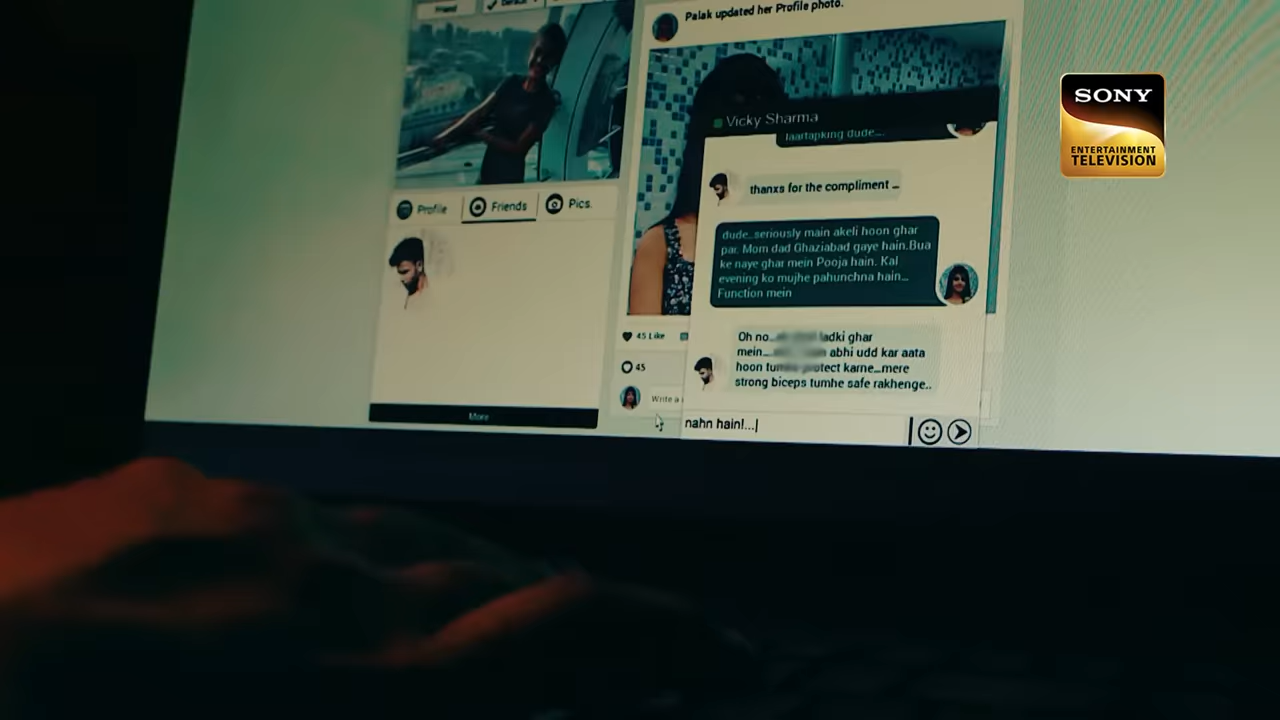 Friend
Default
Palak updated her Profile photo.
SONY
ENTERTAINMENT
TELEVISION
Vicky Sharma
laartapking dude...
thanxs for the compliment ...
dude...seriously main akeli hoon ghar
par. Mom dad Ghaziabad gaye hain.Bua
ke naye ghar mein Pooja hain. Kal
evening ko mujhe pahunchna hain...
Function mein
Profile
Friends
Pics.
45 Like
Oh no... ladki ghar
mein... abhi udd kar aata
hoon protect karne...mere
strong biceps tumhe safe rakhenge..
45
Write a
More
nahn hain!...